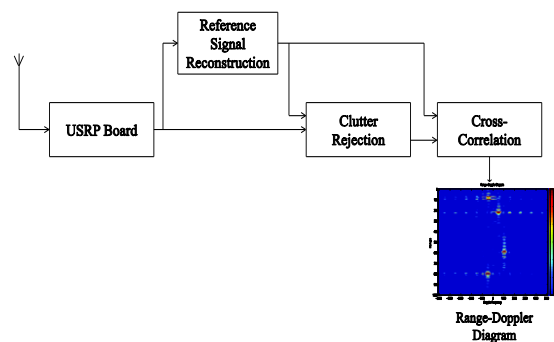 Reference
Signal
Reconstruction
USRP Board
Clutter
Rejection
Cross-
Correlation
Range-Doppler
Diagram